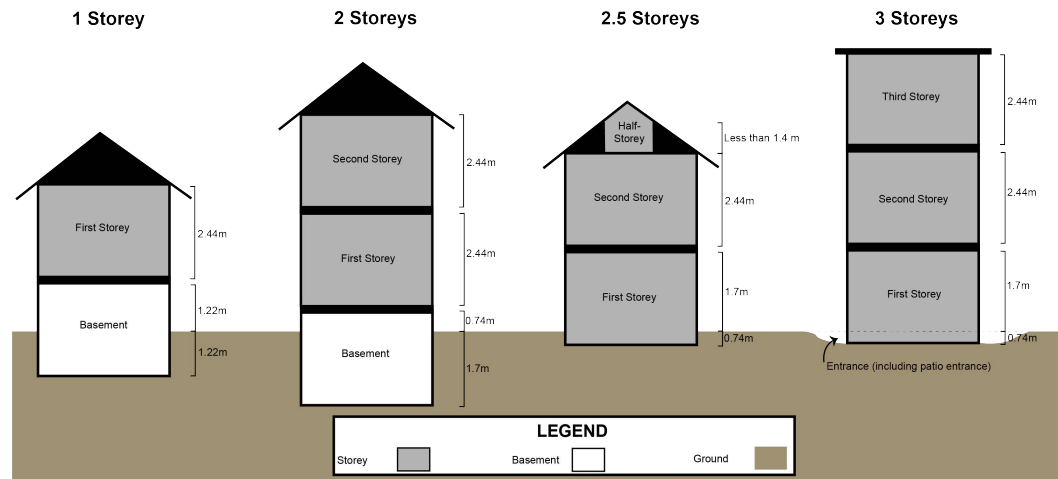 1 Storey
2 Storeys
2.5 Storeys
3 Storeys
First Storey
2.44m
Basement
1.22m
1.22m
Second Storey
2.44m
First Storey
2.44m
Basement
0.74m
1.7m
Half-
Storey
Less than 1.4 m
Second Storey
2.44m
First Storey
1.7m
0.74m
Third Storey
2.44m
Second Storey
2.44m
First Storey
1.7m
0.74m
Entrance (including patio entrance)
LEGEND
Storey
Basement
Ground